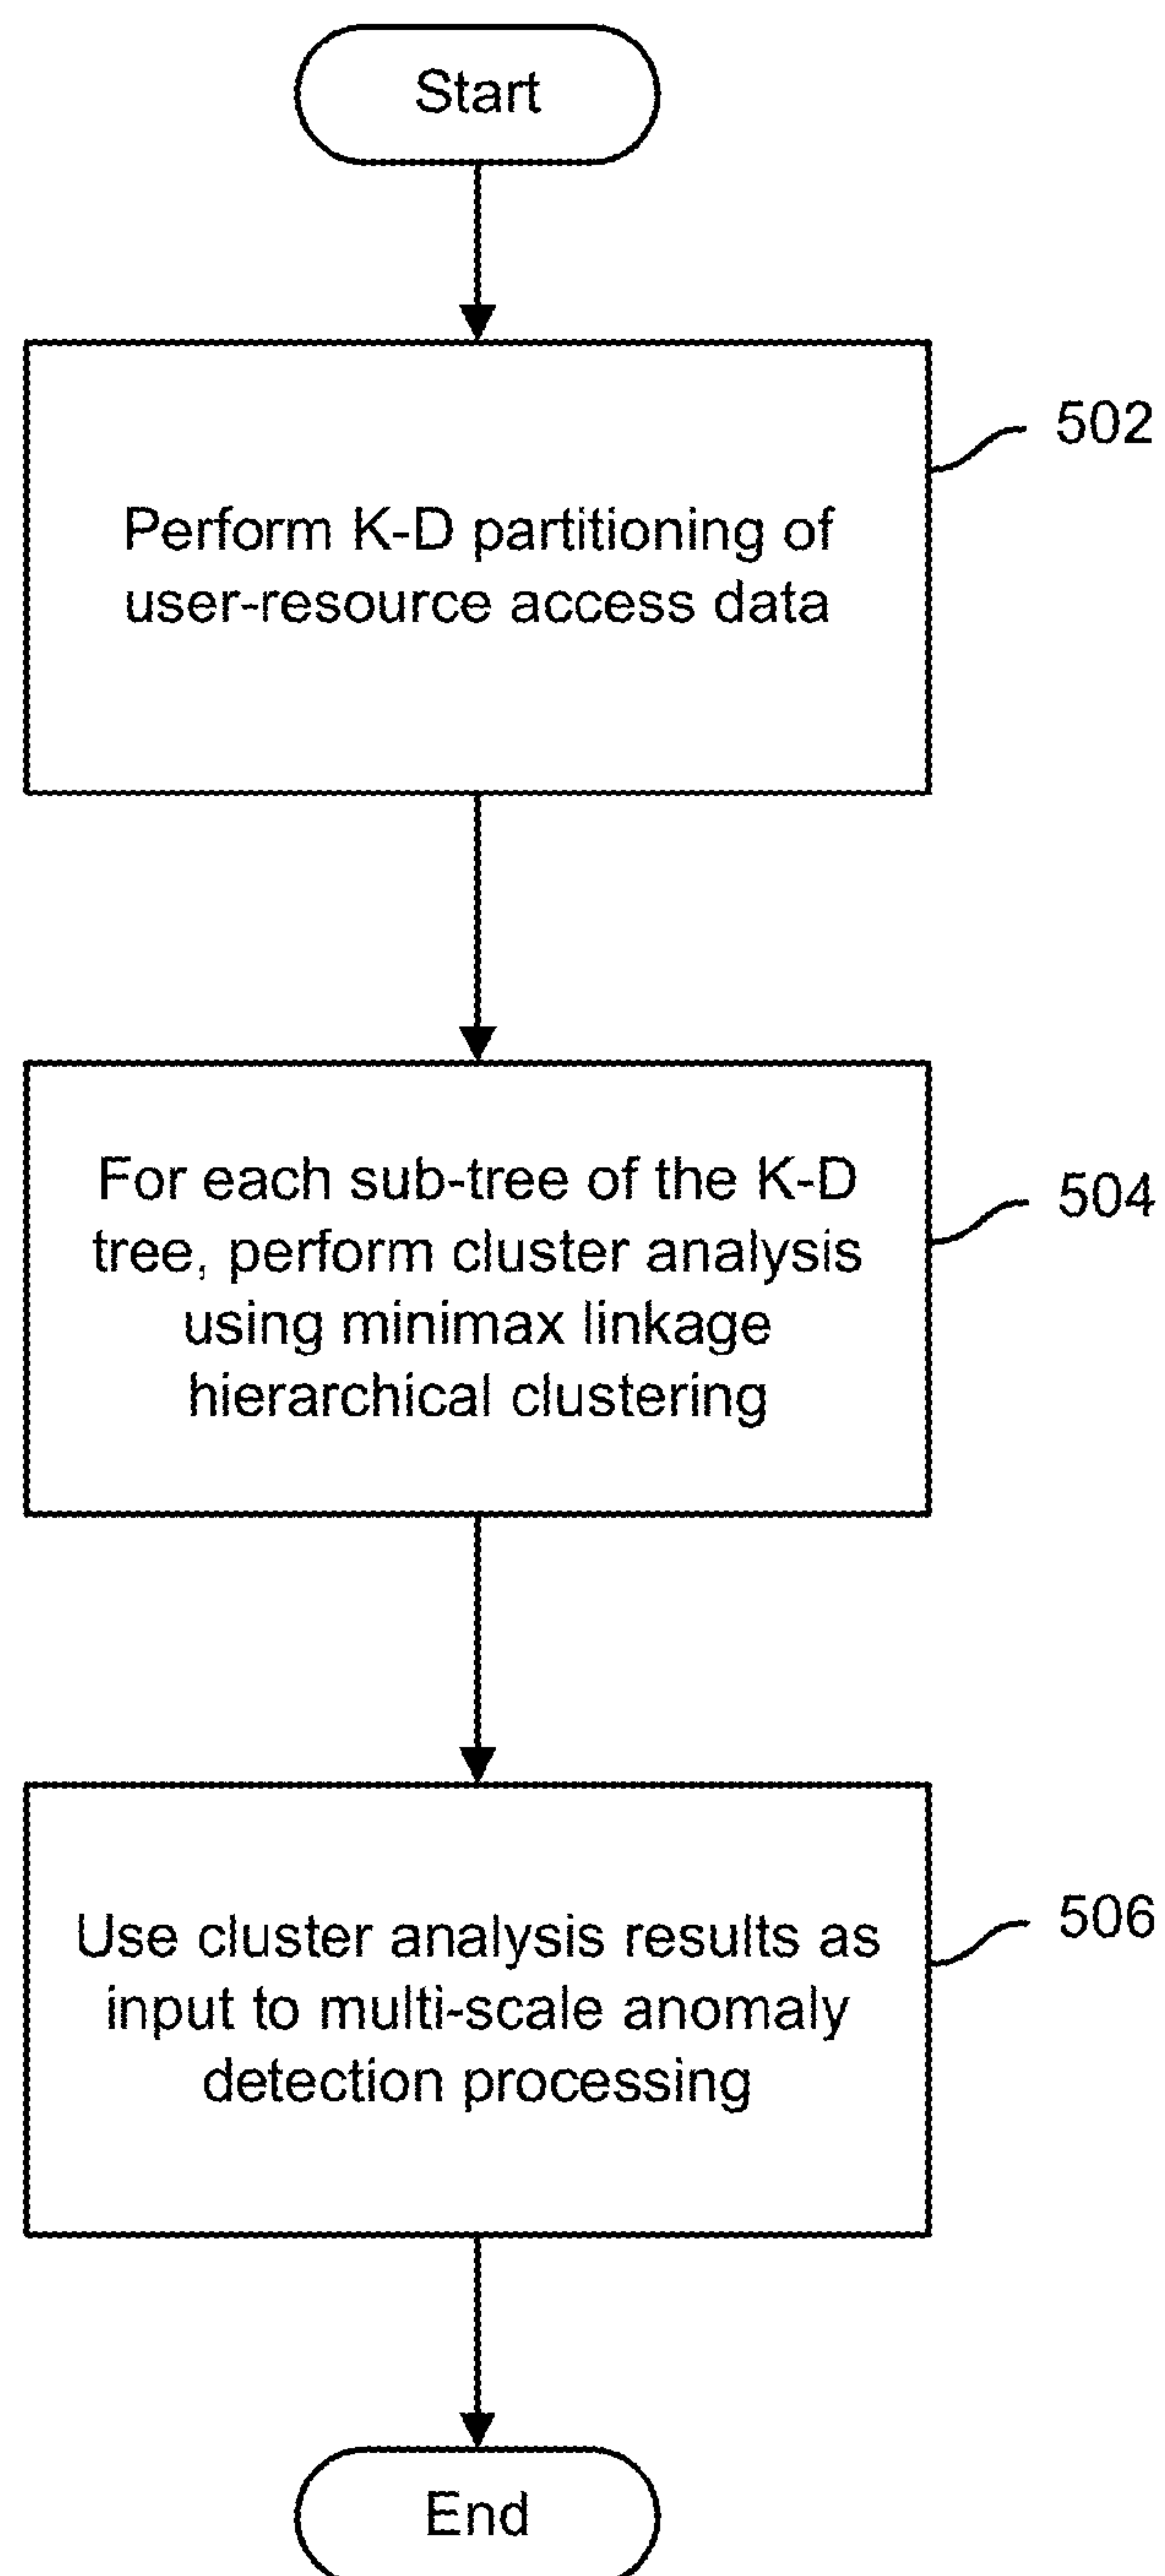 Start
502
Perform K-D partitioning of
user-resource access data
504
For each sub-tree of the K-D
tree, perform cluster analysis
using minimax linkage
hierarchical clustering
506
Use cluster analysis results as
input to multi-scale anomaly
detection processing
End